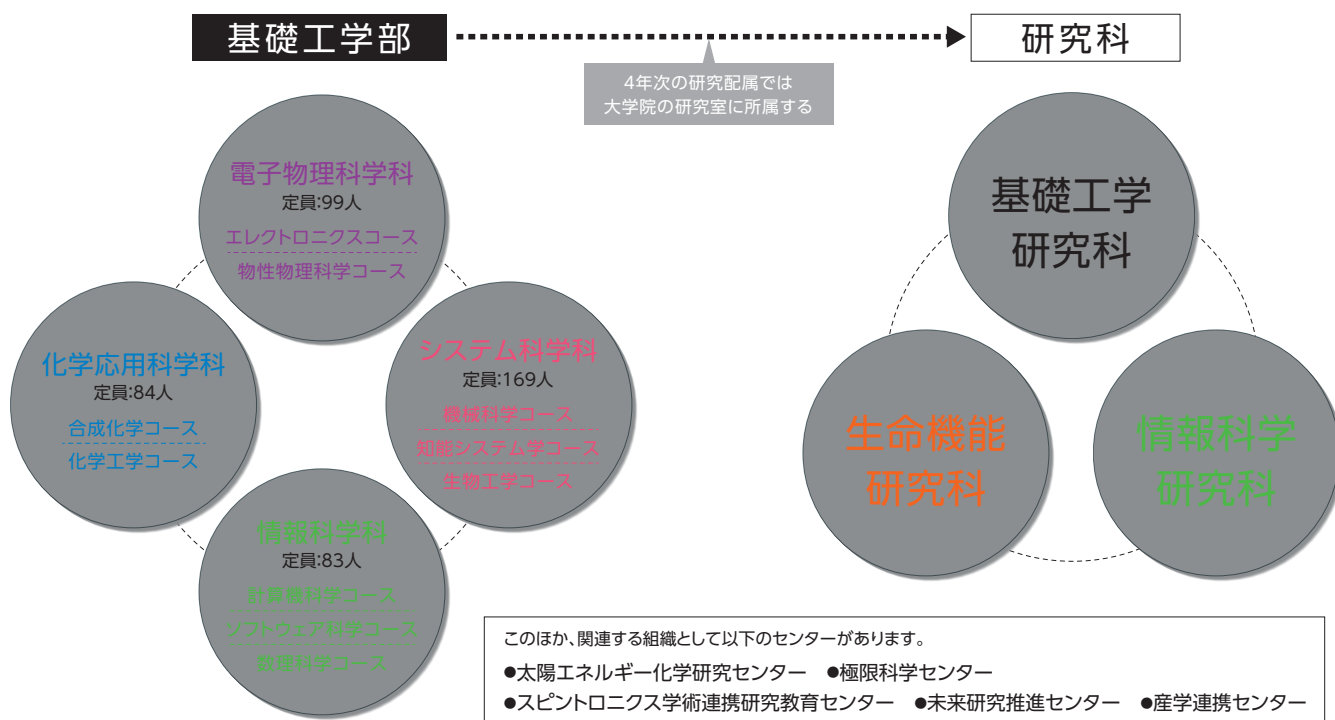 基礎工学部
研究科
4年次の研究配属では
大学院の研究室に所属する
電子物理科学科
定員:99人
エレクトロニクスコース
物性物理科学コース
化学応用科学科
定員:84人
合成化学コース
化学工学コース
システム科学科
定員:169人
機械科学コース
知能システム学コース
生物工学コース
情報科学科
定員:83人
計算機科学コース
ソフトウェア科学コース
数理科学コース
基礎工学
研究科
生命機能
研究科
情報科学
研究科
このほか、関連する組織として以下のセンターがあります。
●太陽エネルギー化学研究センター ●極限科学センター
●スピントロニクス学術連携研究教育センター ●未来研究推進センター ●産学連携センター